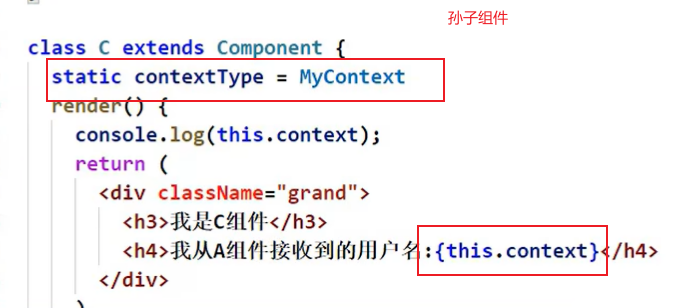 孙子组件
class C extends Component {
static contextType = MyContext
render() {
console.log(this.context);
return (
<div className="grand">
<h3>我是C组件</h3>
<h4>我从A组件接收到的用户名:{this.context}</h4>
</div>
)